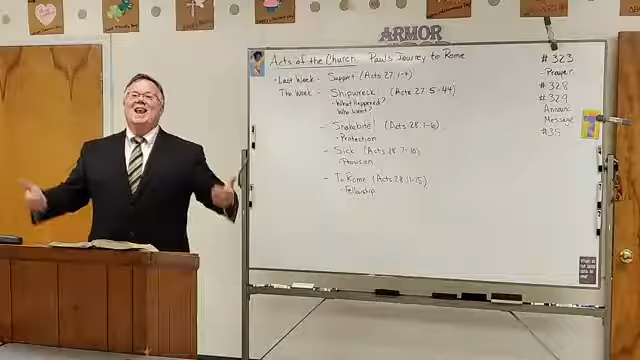 ARMOR
Acts of the Church Paul's Journey to Rome
• Last Week - Support (Acts 27:1-4)
This Week - Shipwreck (Acts 27:5-44)
- What Happened?
- Who Went?
- Snakebite! (Acts 28:1-6)
- Protection
- Sick (Acts 28:7-10)
- Provision
- To Rome (Acts 28:11-15)
- Fellowship
#323
- Prayer
#328
#329
Announc
Message
#35